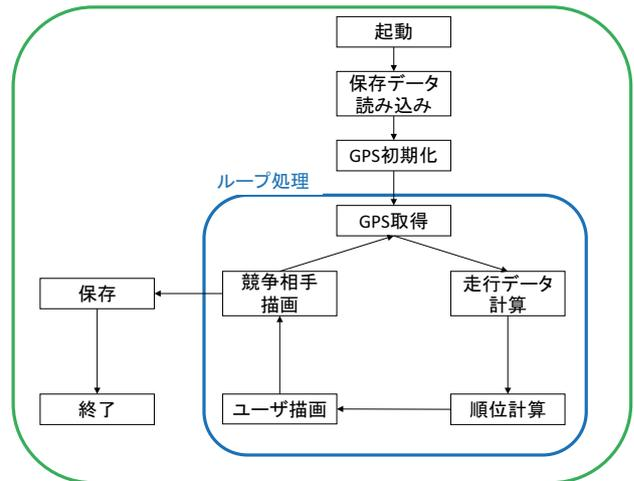 起動
保存データ
読み込み
GPS初期化
ループ処理
GPS取得
競争相手
描画
走行データ
計算
保存
終了
ユーザ描画
順位計算